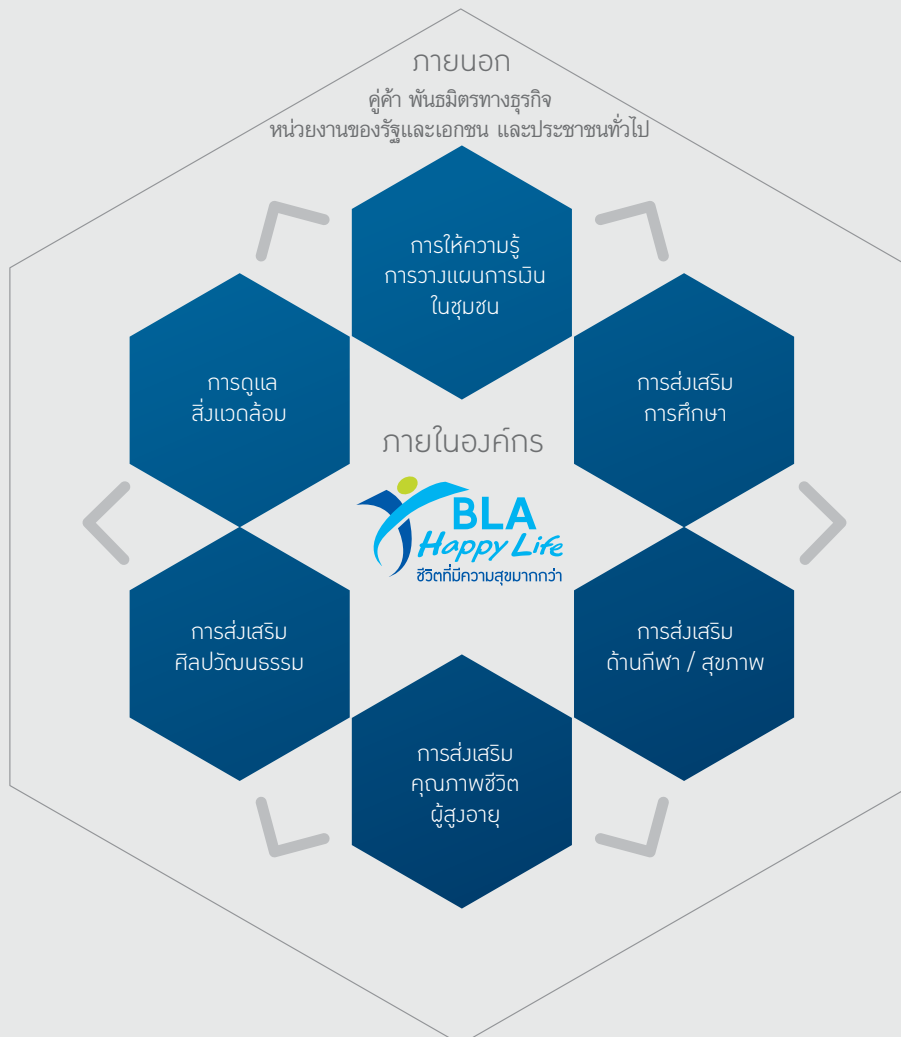 ภายนอก
คู่ค้า พันธมิตรทางธุรกิจ
หน่วยงานของรัฐและเอกชน และประชาชนทั่วไป
การให้ความรู้
การวางแผนการเงิน
ในชุมชน
การดูแล
สิ่งแวดล้อม
การส่งเสริม
การศึกษา
ภายในองค์กร
BLA
Happy Life
ชีวิตที่มีความสุขมากกว่า
การส่งเสริม
ศิลปวัฒนธรรม
การส่งเสริม
ด้านกีฬา / สุขภาพ
การส่งเสริม
คุณภาพชีวิต
ผู้สูงอายุ